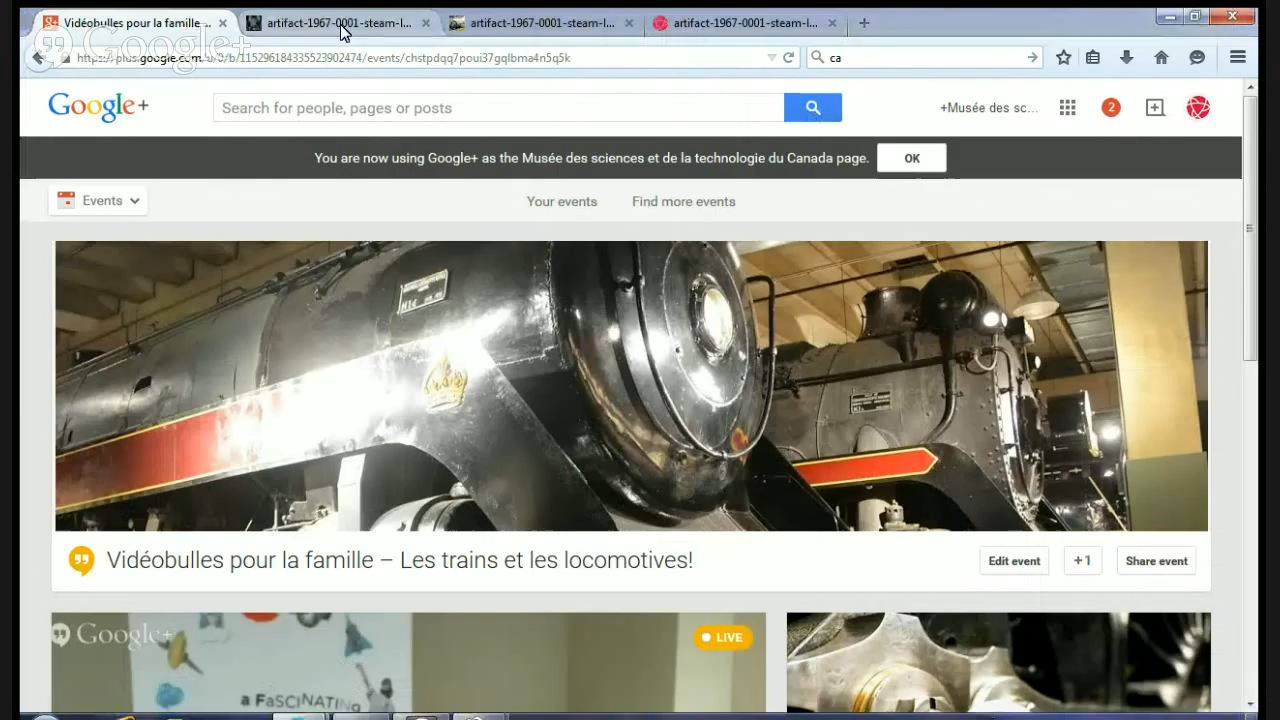 Vidéobulles pour la famille ...
artifact-1967-0001-steam-l...
artifact-1967-0001-steam-l...
artifact-1967-0001-steam-l...
Google+
ca
Google+
Search for people, pages or posts
+Musée des sc...
2
You are now using Google+ as the Musée des sciences et de la technologie du Canada page.
OK
Events
Your events
Find more events
Vidéobulles pour la famille – Les trains et les locomotives!
Edit event
+1
Share event
Google+
LIVE
a FaSCiNATiNG